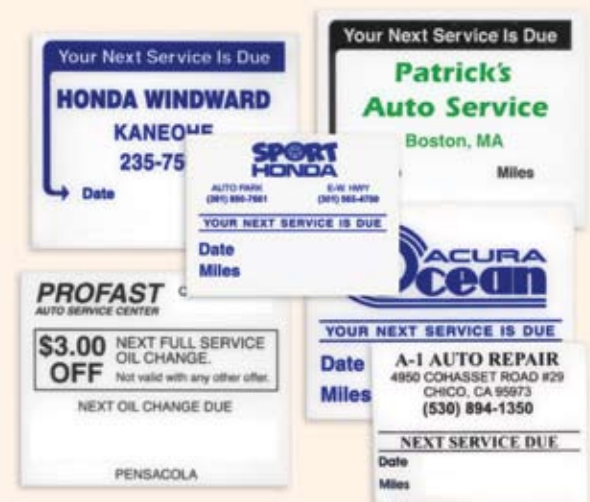 Your Next Service Is Due
HONDA WINDWARD
KANEOHE
235-75
Date
Your Next Service Is Due
Patrick's
Auto Service
Boston, MA
Miles
SPORT
HONDA
AUTO PARK
E-W. HWY
YOUR NEXT SERVICE IS DUE
Date
Miles
ACURA
Ocean
YOUR NEXT SERVICE IS DUE
Date
Miles
PROFAST
AUTO SERVICE CENTER
$3.00
OFF
NEXT FULL SERVICE
OIL CHANGE.
Not valid with any other offer.
NEXT OIL CHANGE DUE
PENSACOLA
A-1 AUTO REPAIR
4950 COHASSET ROAD #29
CHICO, CA 95973
(530) 894-1350
NEXT SERVICE DUE
Date
Miles